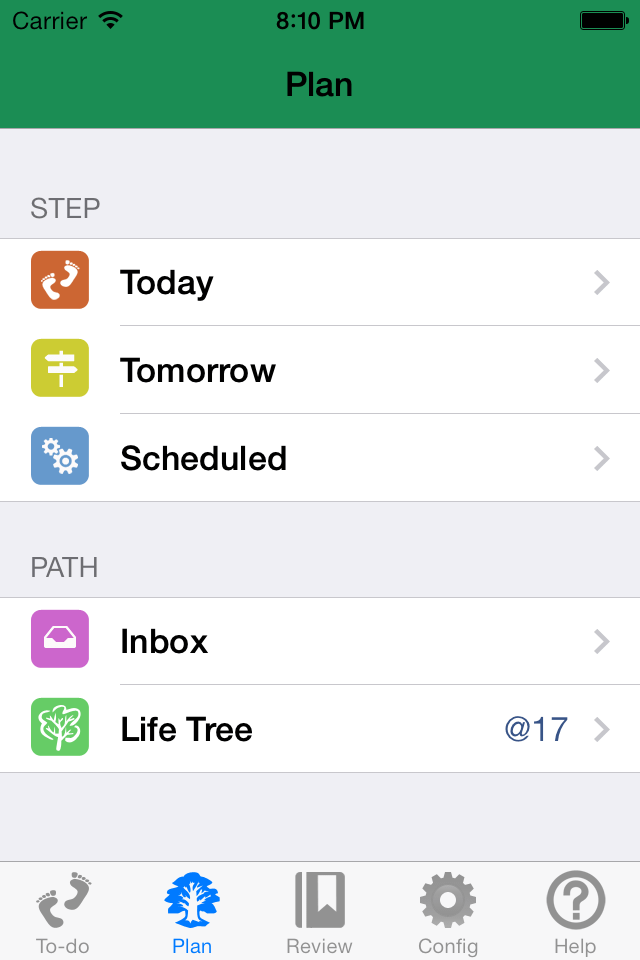 Carrier 8:10 PM
Plan
STEP
Today
Tomorrow
Scheduled
PATH
Inbox
Life Tree @17
To-do Plan Review Config Help